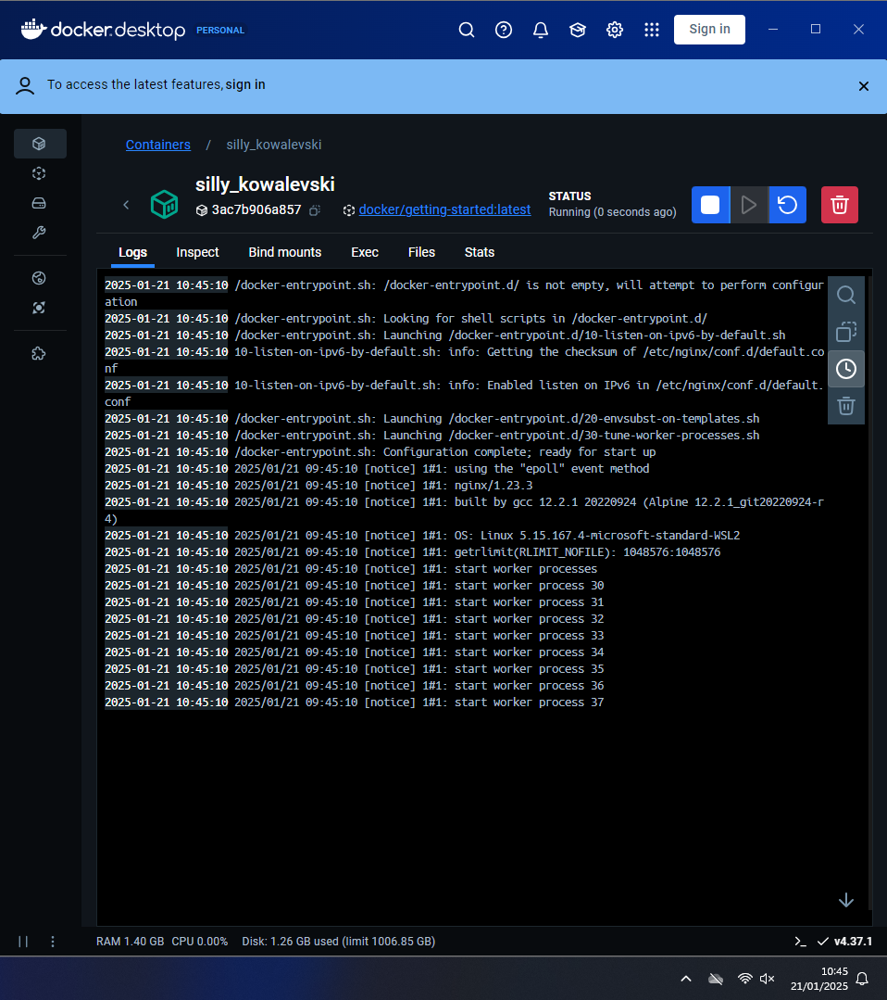 docker.desktop PERSONAL Sign in
To access the latest features, sign in
Containers / silly_kowalevski
silly_kowalevski
3ac7b906a857 docker/getting-started:latest
STATUS
Running (0 seconds ago)
Logs Inspect Bind mounts Exec Files Stats
2025-01-21 10:45:10 /docker-entrypoint.sh: /docker-entrypoint.d/ is not empty, will attempt to perform configur
ation
2025-01-21 10:45:10 /docker-entrypoint.sh: Looking for shell scripts in /docker-entrypoint.d/
2025-01-21 10:45:10 /docker-entrypoint.sh: Launching /docker-entrypoint.d/10-listen-on-ipv6-by-default.sh
2025-01-21 10:45:10 10-listen-on-ipv6-by-default.sh: info: Getting the checksum of /etc/nginx/conf.d/default.co
nf
2025-01-21 10:45:10 10-listen-on-ipv6-by-default.sh: info: Enabled listen on IPv6 in /etc/nginx/conf.d/default.
conf
2025-01-21 10:45:10 /docker-entrypoint.sh: Launching /docker-entrypoint.d/20-envsubst-on-templates.sh
2025-01-21 10:45:10 /docker-entrypoint.sh: Launching /docker-entrypoint.d/30-tune-worker-processes.sh
2025-01-21 10:45:10 /docker-entrypoint.sh: Configuration complete; ready for start up
2025-01-21 10:45:10 2025/01/21 09:45:10 [notice] 1#1: using the "epoll" event method
2025-01-21 10:45:10 2025/01/21 09:45:10 [notice] 1#1: nginx/1.23.3
2025-01-21 10:45:10 2025/01/21 09:45:10 [notice] 1#1: built by gcc 12.2.1 20220924 (Alpine 12.2.1_git20220924-r
4)
2025-01-21 10:45:10 2025/01/21 09:45:10 [notice] 1#1: OS: Linux 5.15.167.4-microsoft-standard-WSL2
2025-01-21 10:45:10 2025/01/21 09:45:10 [notice] 1#1: getrlimit(RLIMIT_NOFILE): 1048576:1048576
2025-01-21 10:45:10 2025/01/21 09:45:10 [notice] 1#1: start worker processes
2025-01-21 10:45:10 2025/01/21 09:45:10 [notice] 1#1: start worker process 30
2025-01-21 10:45:10 2025/01/21 09:45:10 [notice] 1#1: start worker process 31
2025-01-21 10:45:10 2025/01/21 09:45:10 [notice] 1#1: start worker process 32
2025-01-21 10:45:10 2025/01/21 09:45:10 [notice] 1#1: start worker process 33
2025-01-21 10:45:10 2025/01/21 09:45:10 [notice] 1#1: start worker process 34
2025-01-21 10:45:10 2025/01/21 09:45:10 [notice] 1#1: start worker process 35
2025-01-21 10:45:10 2025/01/21 09:45:10 [notice] 1#1: start worker process 36
2025-01-21 10:45:10 2025/01/21 09:45:10 [notice] 1#1: start worker process 37
RAM 1.40 GB CPU 0.00% Disk: 1.26 GB used (limit 1006.85 GB) v4.37.1
10:45
21/01/2025